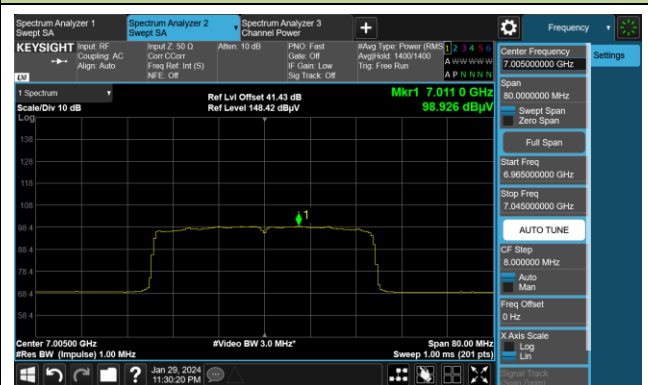 Spectrum Analyzer 1
Swept SA
Spectrum Analyzer 2
Swept SA
Spectrum Analyzer 3
Channel Power
Frequency
KEYSIGHT
Input: RF
Coupling: AC
Align: Auto
Input Z: 50 Ω
Corr CCorr
Freq Ref: Int (S)
NFE: Off
Atten: 10 dB
PNO: Fast
Gate: Off
IF Gain: Low
Sig Track: Off
#Avg Type: Power (RMS
Avg|Hold: 1400/1400
Trig: Free Run
1 2 3 4 5 6
A W W W W W
A P N N N N
LXI
1 Spectrum
Scale/Div 10 dB
Log
Ref Lvl Offset 41.43 dB
Ref Level 148.42 dBµV
Mkr1 7.011 0 GHz
98.926 dBµV
138
128
118
108
98.4
88.4
78.4
68.4
58.4
1
Center 7.00500 GHz
#Res BW (Impulse) 1.00 MHz
#Video BW 3.0 MHz*
Span 80.00 MHz
Sweep 1.00 ms (201 pts)
Center Frequency
7.005000000 GHz
Settings
Span
80.0000000 MHz
Swept Span
Zero Span
Full Span
Start Freq
6.965000000 GHz
Stop Freq
7.045000000 GHz
AUTO TUNE
CF Step
8.000000 MHz
Auto
Man
Freq Offset
0 Hz
X Axis Scale
Log
Lin
Signal Track
(Span Zoom)
?
Jan 29, 2024
11:30:20 PM